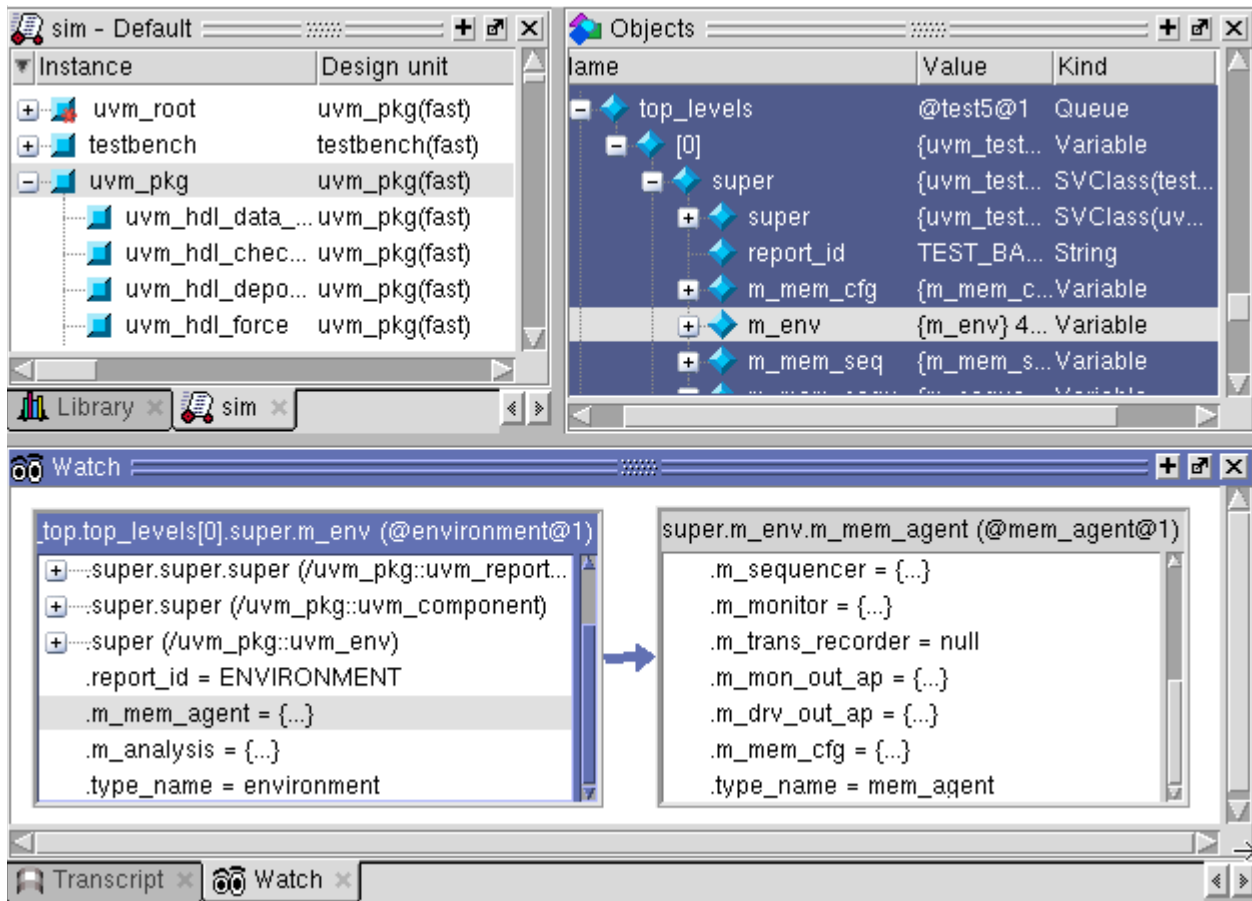 sim - Default
Instance Design unit
uvm_root uvm_pkg(fast)
testbench testbench(fast)
uvm_pkg uvm_pkg(fast)
uvm_hdl_data_... uvm_pkg(fast)
uvm_hdl_chec... uvm_pkg(fast)
uvm_hdl_depo... uvm_pkg(fast)
uvm_hdl_force uvm_pkg(fast)
Library sim
Objects
lame Value Kind
top_levels @test5@1 Queue
[0] {uvm_test... Variable
super {uvm_test... SVClass(test...
super {uvm_test... SVClass(uv...
report_id TEST_BA... String
m_mem_cfg {m_mem_c... Variable
m_env {m_env} 4... Variable
m_mem_seq {m_mem_s... Variable
Watch
_top.top_levels[0].super.m_env (@environment@1)
.super.super.super (/uvm_pkg::uvm_report...
.super.super (/uvm_pkg::uvm_component)
.super (/uvm_pkg::uvm_env)
.report_id = ENVIRONMENT
.m_mem_agent = {...}
.m_analysis = {...}
.type_name = environment
super.m_env.m_mem_agent (@mem_agent@1)
.m_sequencer = {...}
.m_monitor = {...}
.m_trans_recorder = null
.m_mon_out_ap = {...}
.m_drv_out_ap = {...}
.m_mem_cfg = {...}
.type_name = mem_agent
Transcript Watch